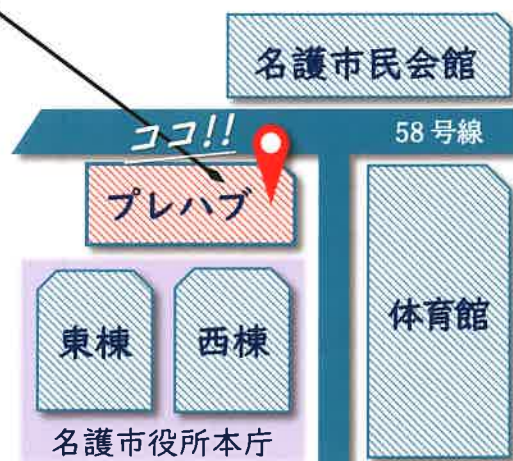 名護市民会館
ココ!!
58号線
プレハブ
東棟
西棟
体育館
名護市役所本庁